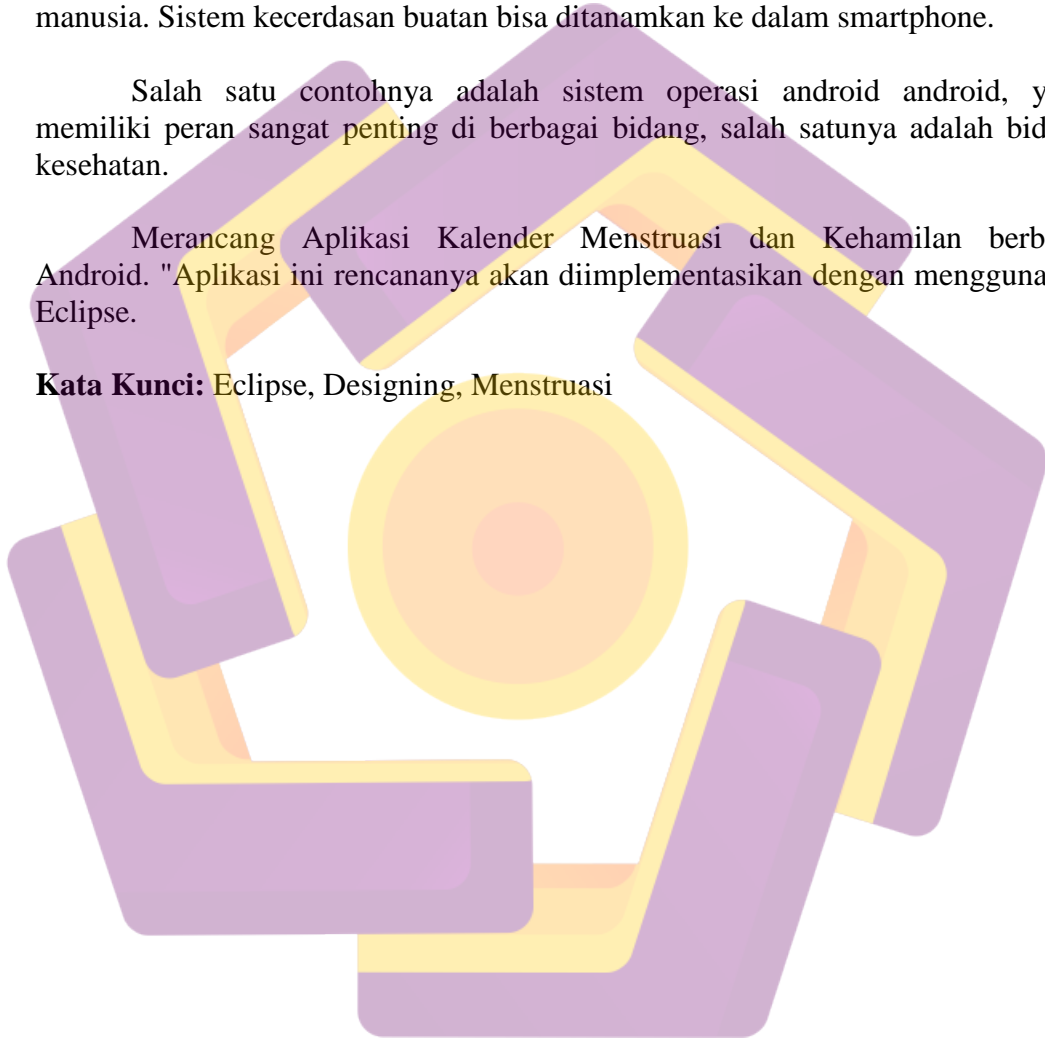 manusia. Sistem kecerdasan buatan bisa ditanamkan ke dalam smartphone.
Salah satu contohnya adalah sistem operasi android android, y
memiliki peran sangat penting di berbagai bidang, salah satunya adalah bid
kesehatan.
Merancang Aplikasi Kalender Menstruasi dan Kehamilan berb
Android. "Aplikasi ini rencananya akan diimplementasikan dengan mengguna
Eclipse.
Kata Kunci: Eclipse, Designing, Menstruasi